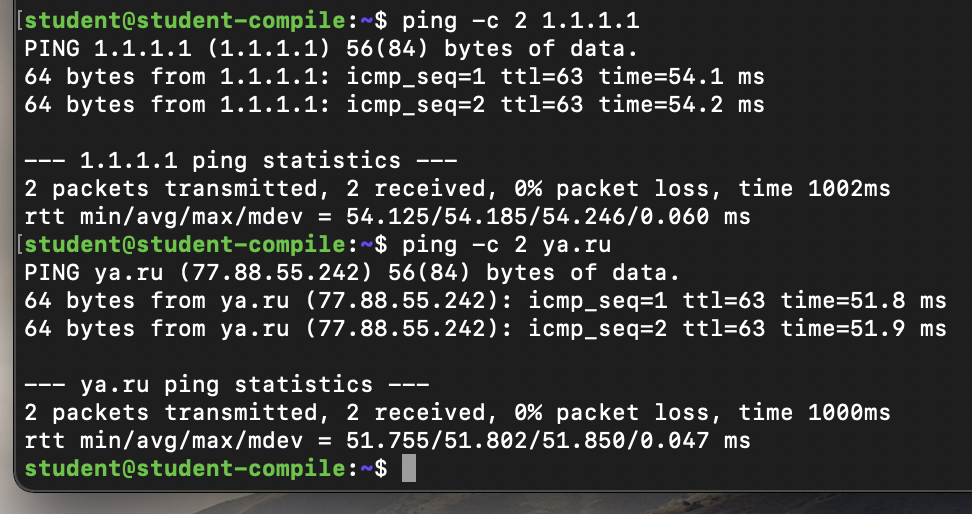 [student@student-compile:~$ ping -c 2 1.1.1.1
PING 1.1.1.1 (1.1.1.1) 56(84) bytes of data.
64 bytes from 1.1.1.1: icmp_seq=1 ttl=63 time=54.1 ms
64 bytes from 1.1.1.1: icmp_seq=2 ttl=63 time=54.2 ms
--- 1.1.1.1 ping statistics ---
2 packets transmitted, 2 received, 0% packet loss, time 1002ms
rtt min/avg/max/mdev = 54.125/54.185/54.246/0.060 ms
[student@student-compile:~$ ping -c 2 ya.ru
PING ya.ru (77.88.55.242) 56(84) bytes of data.
64 bytes from ya.ru (77.88.55.242): icmp_seq=1 ttl=63 time=51.8 ms
64 bytes from ya.ru (77.88.55.242): icmp_seq=2 ttl=63 time=51.9 ms
--- ya.ru ping statistics ---
2 packets transmitted, 2 received, 0% packet loss, time 1000ms
rtt min/avg/max/mdev = 51.755/51.802/51.850/0.047 ms
student@student-compile:~$